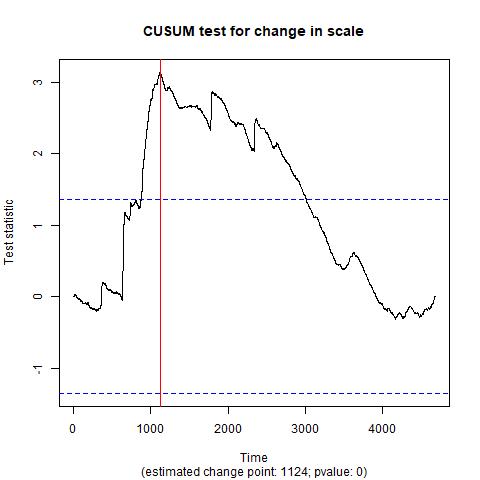 CUSUM test for change in scale
Test statistic
3
2
1
0
-1
0 1000 2000 3000 4000
Time
(estimated change point: 1124; pvalue: 0)